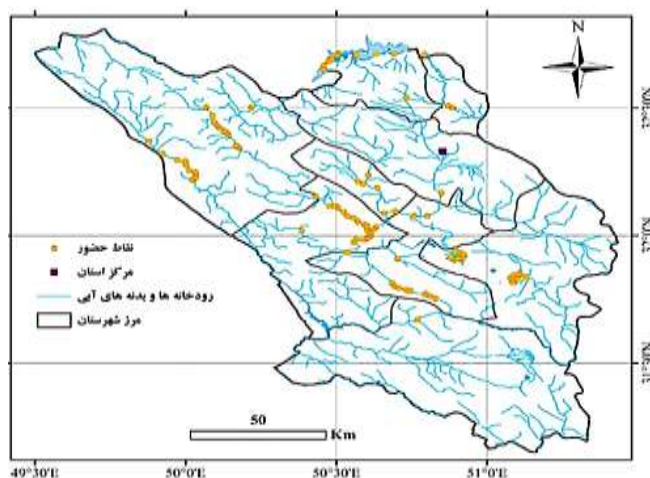 N
نقاط حضور
مرکز استان
رودخانه ها و بدنه های آبی
مرز شهرستان
50
Km
49°30'E
50°0'E
50°30'E
51°0'E